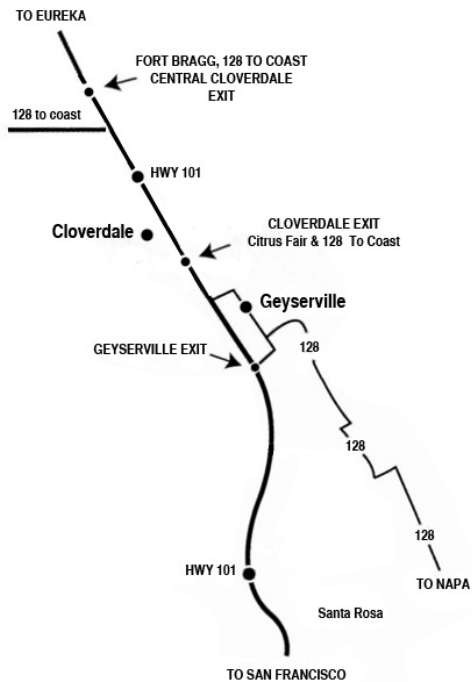 TO EUREKA
FORT BRAGG, 128 TO COAST
CENTRAL CLOVERDALE
EXIT
128 to coast
HWY 101
Cloverdale
CLOVERDALE EXIT
Citrus Fair & 128 To Coast
Geyserville
GEYSERVILLE EXIT
128
128
128
HWY 101
TO NAPA
Santa Rosa
TO SAN FRANCISCO